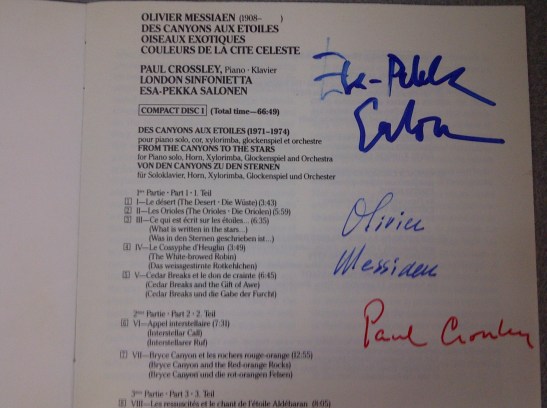 OLIVIER MESSIAEN (1908– )
DES CANYONS AUX ETOILES
OISEAUX EXOTIQUES
COULEURS DE LA CITE CELESTE
PAUL CROSSLEY, Piano · Klavier
LONDON SINFONIETTA
ESA-PEKKA SALONEN
COMPACT DISC 1 (Total time—66:49)
DES CANYONS AUX ETOILES (1971–1974)
pour piano solo, cor, xylorimba, glockenspiel et orchestre
FROM THE CANYONS TO THE STARS
for Piano solo, Horn, Xylorimba, Glockenspiel and Orchestra
VON DEN CANYONS ZU DEN STERNEN
für Soloklavier, Horn, Xylorimba, Glockenspiel und Orchester
1ère Partie · Part 1 · 1. Teil
1 I—Le désert (The Desert · Die Wüste) (3:43)
2 II—Les Orioles (The Orioles · Die Oriolen) (5:59)
3 III—Ce qui est écrit sur les étoiles... (6:35)
(What is written in the stars...)
(Was in den Sternen geschrieben ist...)
4 IV—Le Cossyphe d'Heuglin (3:49)
(The White-browed Robin)
(Das weissgestirnte Rotkehlchen)
5 V—Cedar Breaks et le don de crainte (6:45)
(Cedar Breaks and the Gift of Awe)
(Cedar Breaks und die Gabe der Furcht)
2ème Partie · Part 2 · 2. Teil
6 VI—Appel interstellaire (7:31)
(Interstellar Call)
(Interstellarer Ruf)
7 VII—Bryce Canyon et les rochers rouge-orange (12:55)
(Bryce Canyon and the Red-orange Rocks)
(Bryce Canyon und die rot-orangen Felsen)
3ème Partie · Part 3 · 3. Teil
8 VIII—Les ressuscités et le chant de l'étoile Aldébaran (8:05)
Esa-Pekka
Salonen
Olivier
Messiaen
Paul Crossley